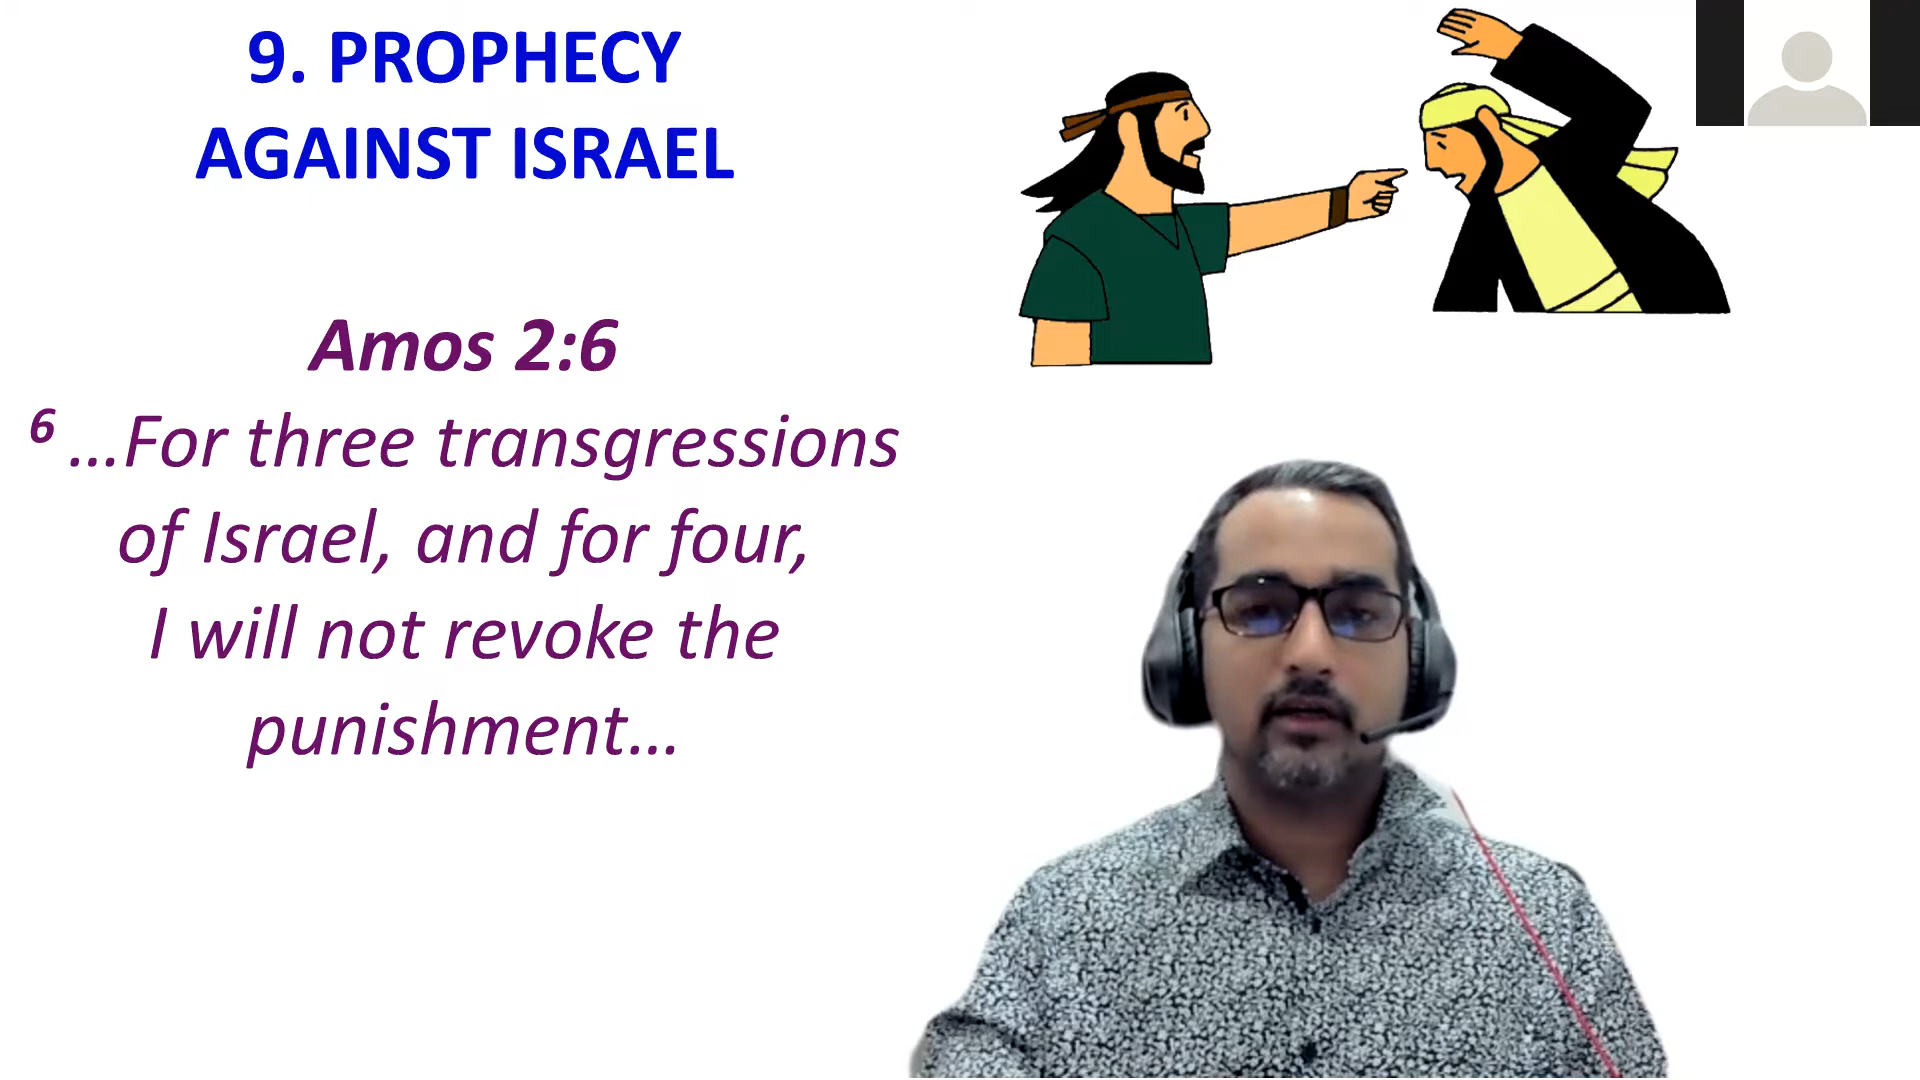 9. PROPHECY
AGAINST ISRAEL
Amos 2:6
6 ...For three transgressions
of Israel, and for four,
I will not revoke the
punishment...